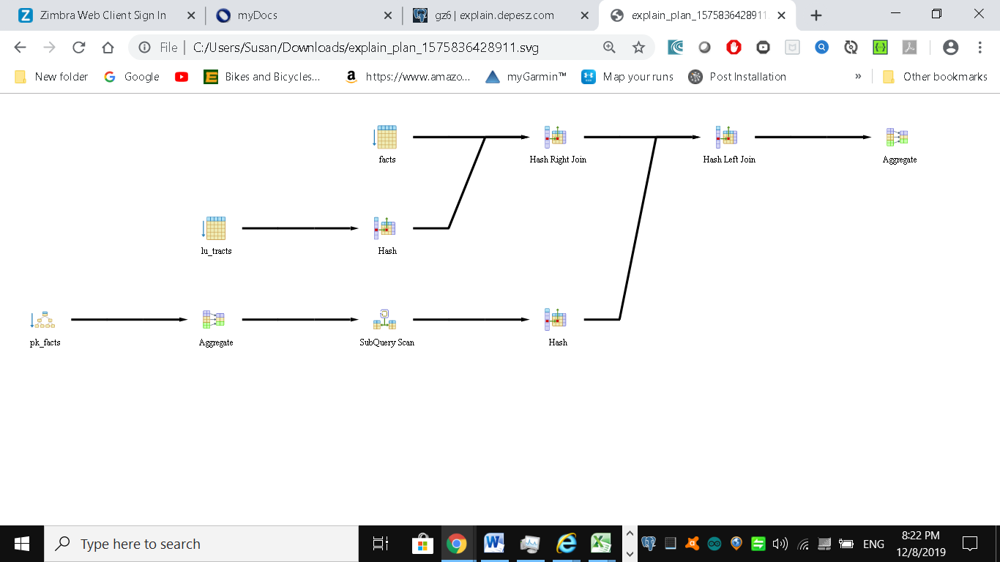 Zimbra Web Client Sign In
myDocs
gz6 | explain.depesz.com
explain_plan_1575836428911.
File
C:/Users/Susan/Downloads/explain_plan_1575836428911.svg
New folder
Google
Bikes and Bicycles...
https://www.amazo...
myGarmin™
Map your runs
Post Installation
»
Other bookmarks
facts
Hash Right Join
Hash Left Join
Aggregate
lu_tracts
Hash
pk_facts
Aggregate
SubQuery Scan
Hash
Type here to search
ENG
8:22 PM
12/8/2019